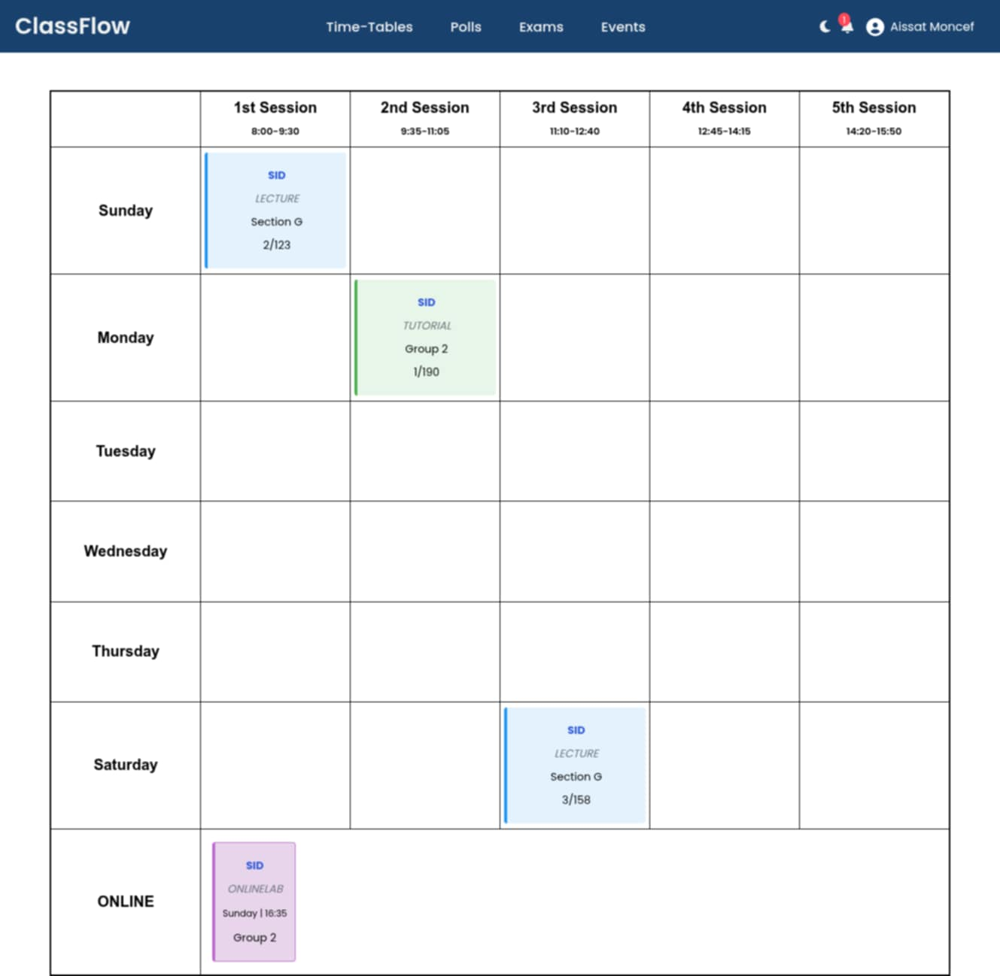 ClassFlow
Time-Tables Polls Exams Events
1
Aissat Moncef
1st Session 2nd Session 3rd Session 4th Session 5th Session
8:00-9:30 9:35-11:05 11:10-12:40 12:45-14:15 14:20-15:50
Sunday
SID
LECTURE
Section G
2/123
Monday
SID
TUTORIAL
Group 2
1/190
Tuesday
Wednesday
Thursday
Saturday
SID
LECTURE
Section G
3/158
ONLINE
SID
ONLINELAB
Sunday | 16:35
Group 2